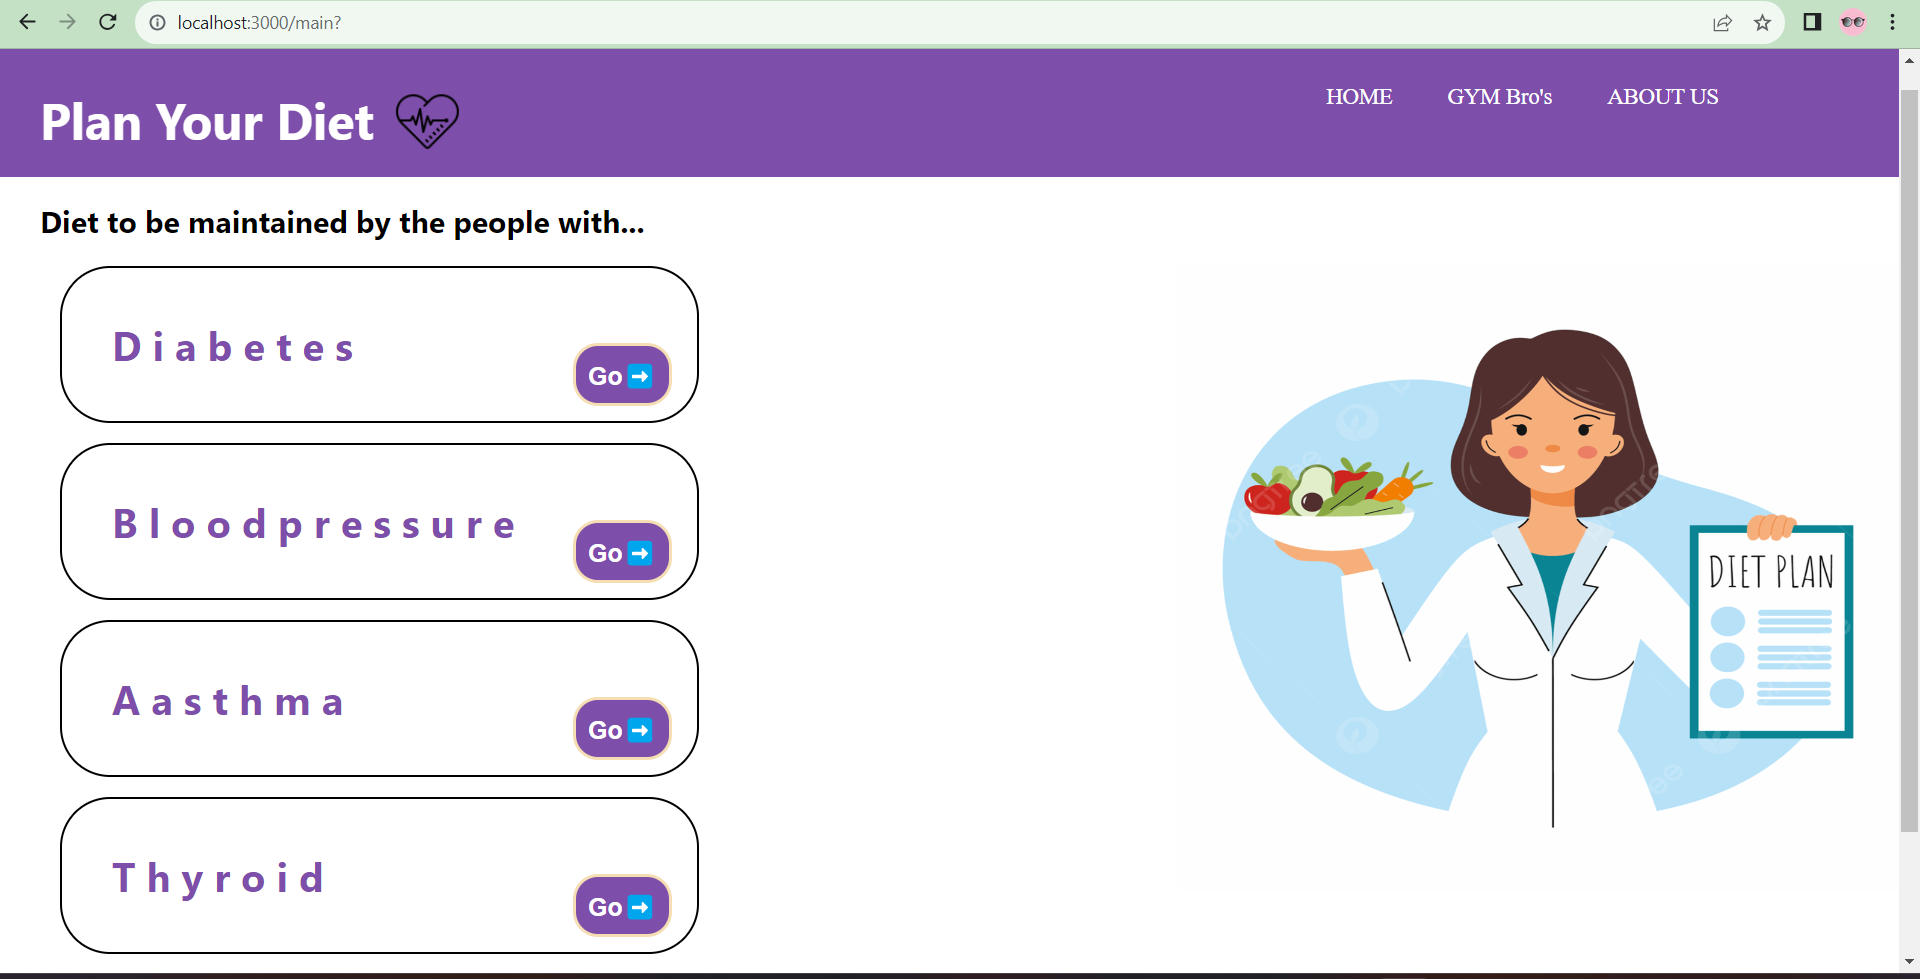 localhost:3000/main?
Plan Your Diet
HOME GYM Bro's ABOUT US
Diet to be maintained by the people with...
Diabetes
Go
Bloodpressure
Go
Aasthma
Go
Thyroid
Go
DIET PLAN